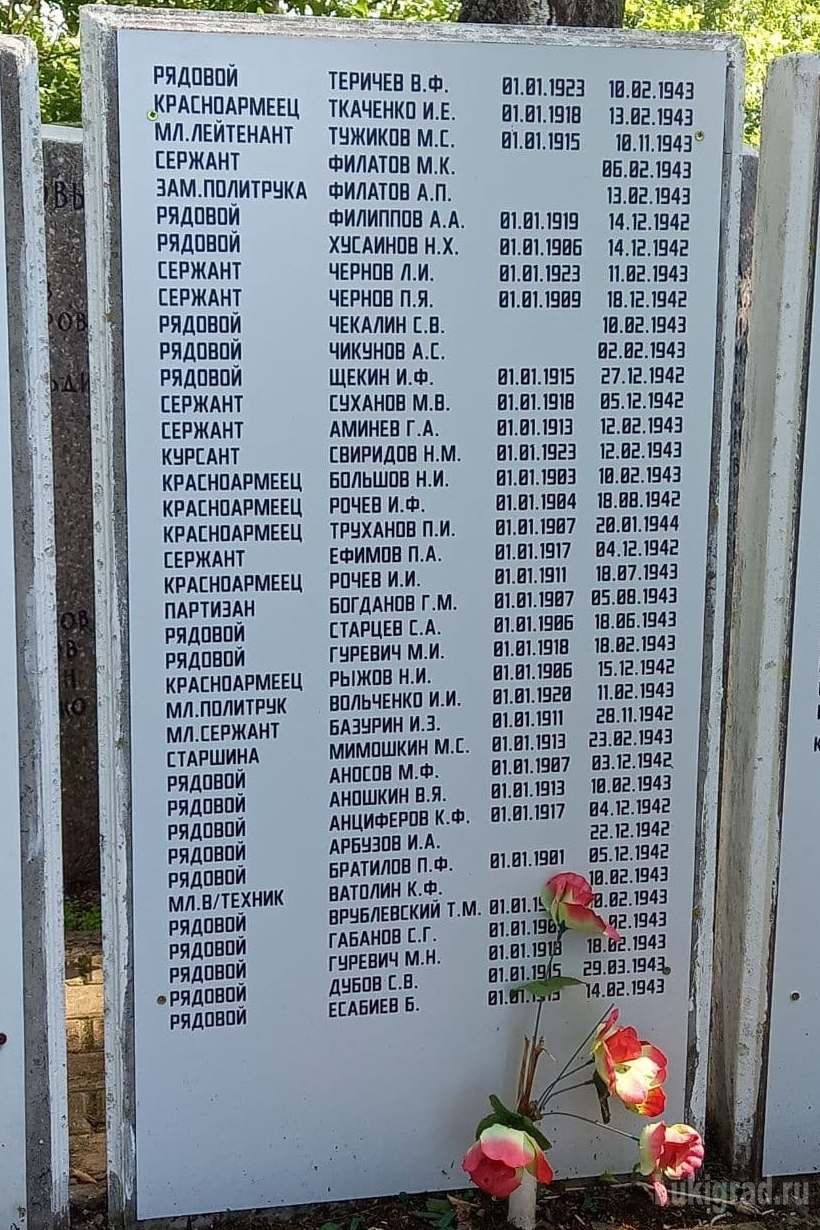 РЯДОВОЙ ТЕРИЧЕВ В.Ф. 01.01.1923 10.02.1943
КРАСНОАРМЕЕЦ ТКАЧЕНКО И.Е. 01.01.1918 13.02.1943
МЛ.ЛЕЙТЕНАНТ ТУЖИКОВ М.С. 01.01.1915 10.11.1943
СЕРЖАНТ ФИЛАТОВ М.К. 06.02.1943
ЗАМ.ПОЛИТРУКА ФИЛАТОВ А.П. 13.02.1943
РЯДОВОЙ ФИЛИППОВ А.А. 01.01.1919 14.12.1942
РЯДОВОЙ ХУСАИНОВ Н.Х. 01.01.1906 14.12.1942
СЕРЖАНТ ЧЕРНОВ Л.И. 01.01.1923 11.02.1943
СЕРЖАНТ ЧЕРНОВ П.Я. 01.01.1909 18.12.1942
РЯДОВОЙ ЧЕКАЛИН С.В. 10.02.1943
РЯДОВОЙ ЧИКУНОВ А.С. 02.02.1943
РЯДОВОЙ ЩЕКИН И.Ф. 01.01.1915 27.12.1942
СЕРЖАНТ СУХАНОВ М.В. 01.01.1918 05.12.1942
СЕРЖАНТ АМИНЕВ Г.А. 01.01.1913 12.02.1943
КУРСАНТ СВИРИДОВ Н.М. 01.01.1923 12.02.1943
КРАСНОАРМЕЕЦ БОЛЬШОВ Н.И. 01.01.1903 10.02.1943
КРАСНОАРМЕЕЦ РОЧЕВ И.Ф. 01.01.1904 18.08.1942
КРАСНОАРМЕЕЦ ТРУХАНОВ П.И. 01.01.1907 20.01.1944
СЕРЖАНТ ЕФИМОВ П.А. 01.01.1917 04.12.1942
КРАСНОАРМЕЕЦ РОЧЕВ И.И. 01.01.1911 18.07.1943
ПАРТИЗАН БОГДАНОВ Г.М. 01.01.1907 05.08.1943
РЯДОВОЙ СТАРЦЕВ С.А. 01.01.1906 18.06.1943
РЯДОВОЙ ГУРЕВИЧ М.И. 01.01.1918 18.02.1943
КРАСНОАРМЕЕЦ РЫЖОВ Н.И. 01.01.1906 15.12.1942
МЛ.ПОЛИТРУК ВОЛЬЧЕНКО И.И. 01.01.1920 11.02.1943
МЛ.СЕРЖАНТ БАЗУРИН И.З. 01.01.1911 28.11.1942
СТАРШИНА МИМОШКИН М.С. 01.01.1913 23.02.1943
РЯДОВОЙ АНОСОВ М.Ф. 01.01.1907 03.12.1942
РЯДОВОЙ АНОШКИН В.Я. 01.01.1913 10.02.1943
РЯДОВОЙ АНЦИФЕРОВ К.Ф. 01.01.1917 04.12.1942
РЯДОВОЙ АРБУЗОВ И.А. 22.12.1942
РЯДОВОЙ БРАТИЛОВ П.Ф. 01.01.1901 05.12.1942
МЛ.В/ТЕХНИК ВАТОЛИН К.Ф. 10.02.1943
РЯДОВОЙ ВРУБЛЕВСКИЙ Т.М.
РЯДОВОЙ ГАБАНОВ С.Г.
РЯДОВОЙ ГУРЕВИЧ М.Н. 01.01.1918 18.02.1943
РЯДОВОЙ ДУБОВ С.В. 01.01.1915 29.03.1943
РЯДОВОЙ ЕСАБИЕВ Б. 01.01.1913 14.02.1943